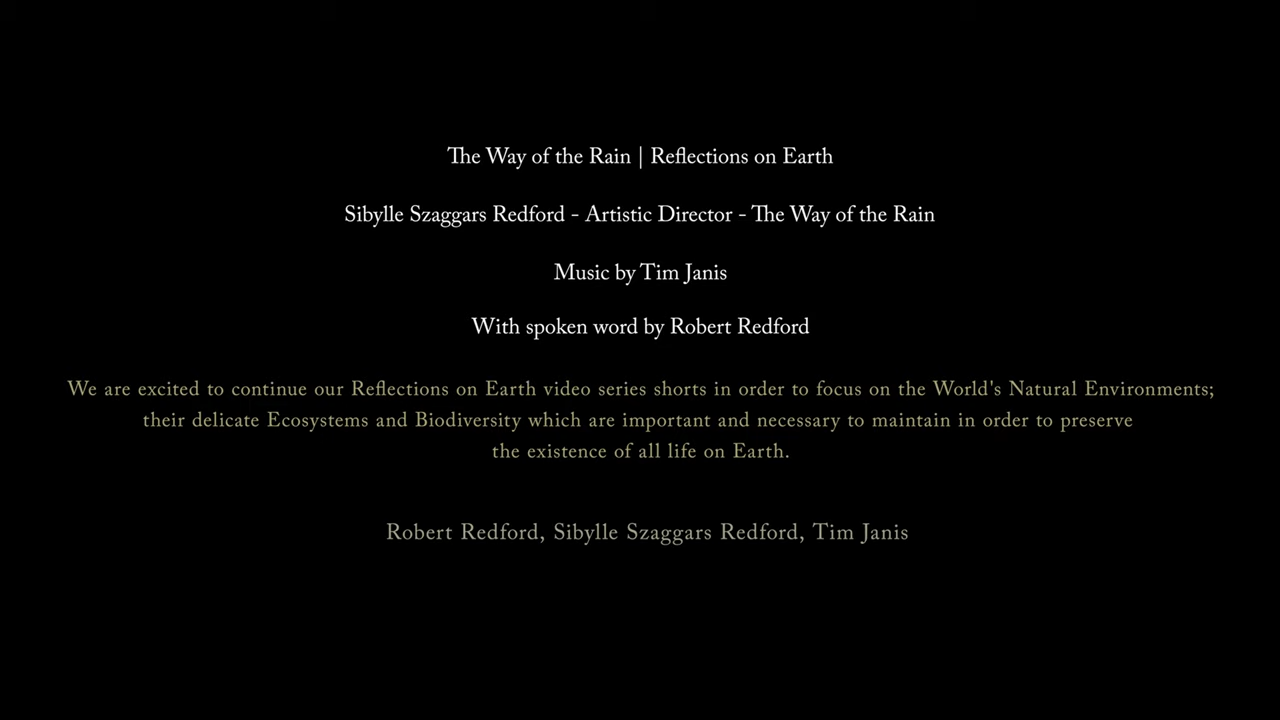 The Way of the Rain | Reflections on Earth
Sibylle Szaggars Redford - Artistic Director - The Way of the Rain
Music by Tim Janis
With spoken word by Robert Redford
We are excited to continue our Reflections on Earth video series shorts in order to focus on the World's Natural Environments;
their delicate Ecosystems and Biodiversity which are important and necessary to maintain in order to preserve
the existence of all life on Earth.
Robert Redford, Sibylle Szaggars Redford, Tim Janis